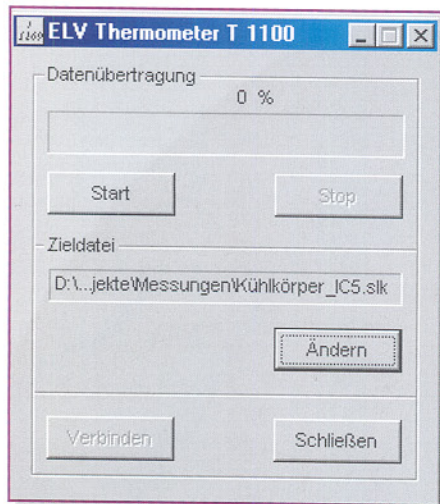 ELV Thermometer T 1100
Datenübertragung
0 %
Start
Stop
Zieldatei
D:\...jekte\Messungen\Kühlkörper_IC5.slk
Ändern
Verbinden
Schließen